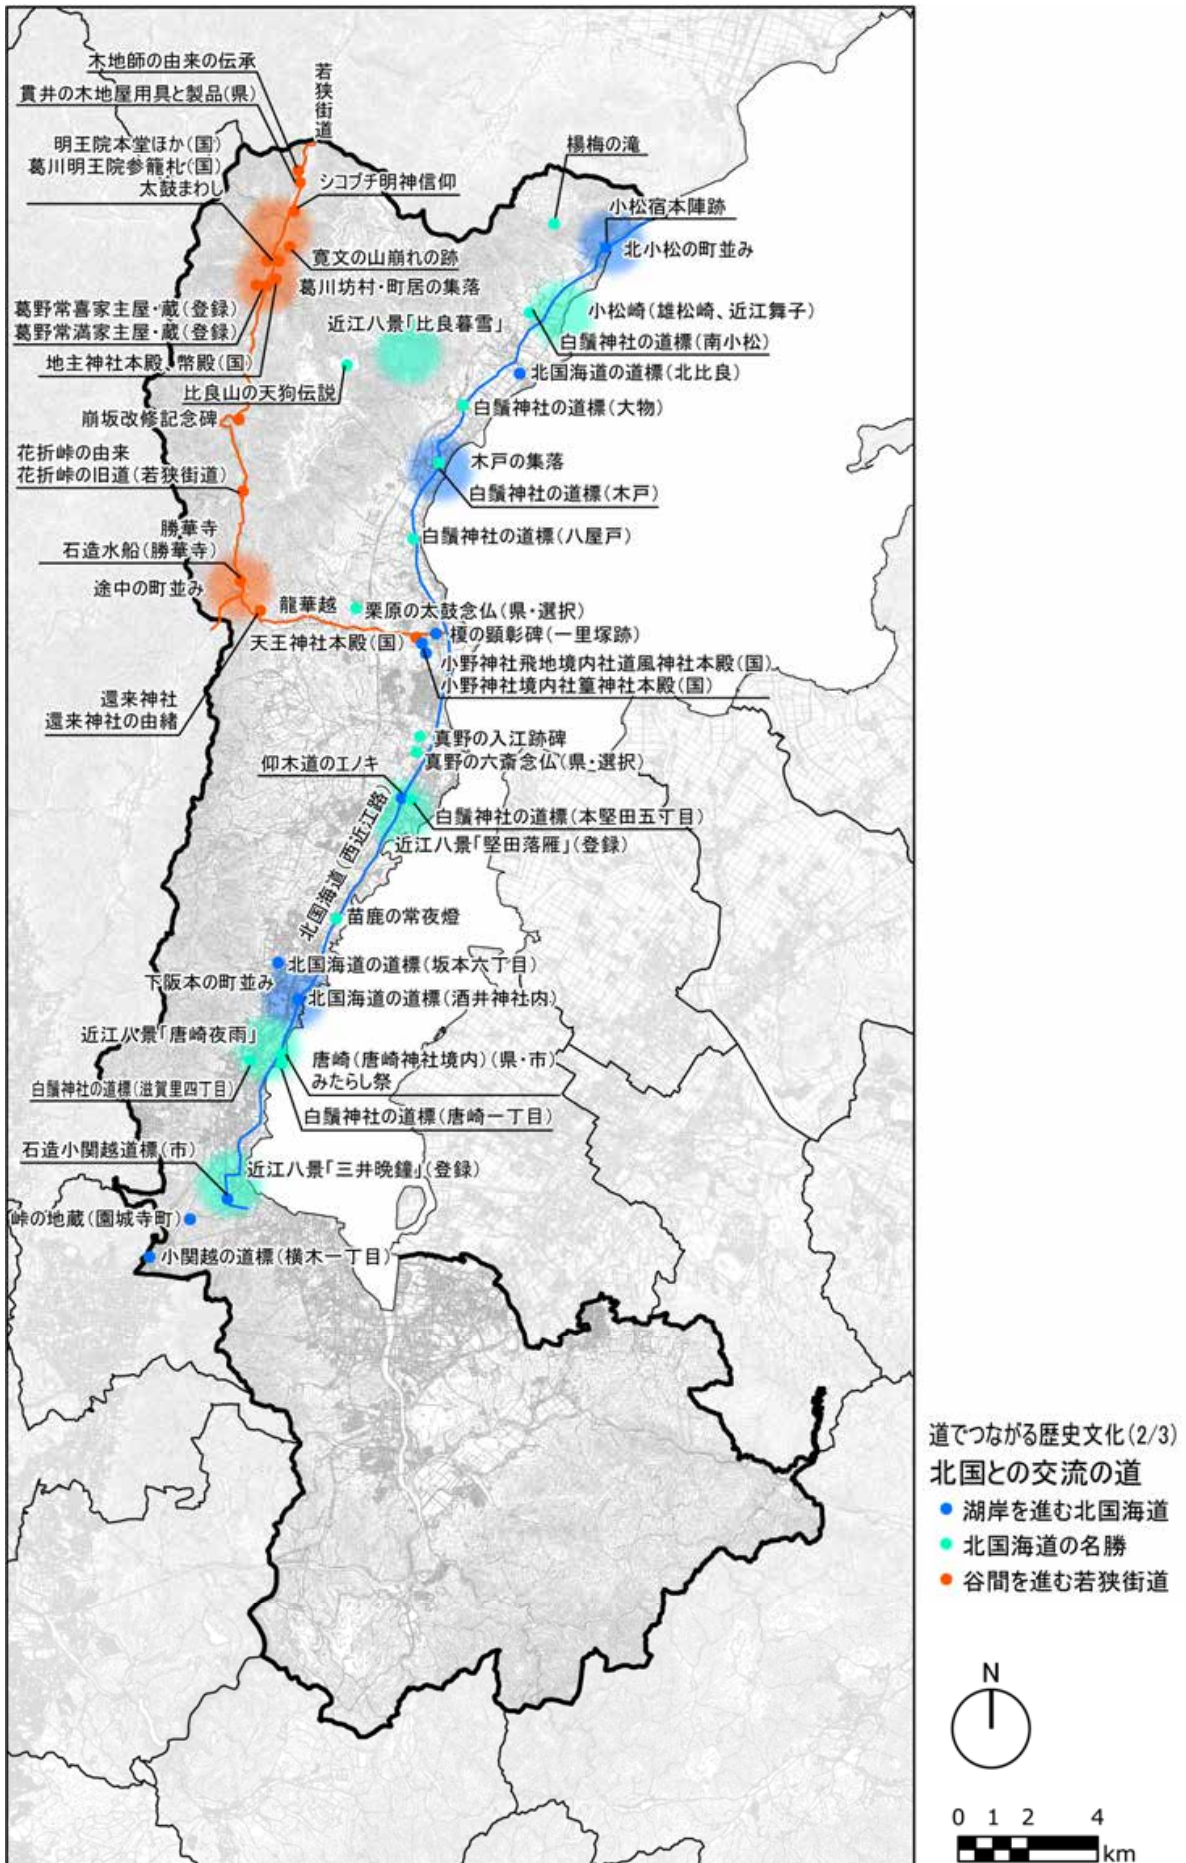 木地師の由来の伝承
貫井の木地屋用具と製品(県)
若狭街道
明王院本堂ほか(国)
葛川明王院参籠札(国)
太鼓まわし
シコブチ明神信仰
楊梅の滝
小松宿本陣跡
北小松の町並み
寛文の山崩れの跡
葛川坊村・町居の集落
葛野常喜家主屋・蔵(登録)
葛野常満家主屋・蔵(登録)
近江八景「比良暮雪」
小松崎(雄松崎、近江舞子)
白鬚神社の道標(南小松)
地主神社本殿、幣殿(国)
北国海道の道標(北比良)
比良山の天狗伝説
白鬚神社の道標(大物)
崩坂改修記念碑
花折峠の由来
花折峠の旧道(若狭街道)
木戸の集落
白鬚神社の道標(木戸)
勝華寺
石造水船(勝華寺)
白鬚神社の道標(八屋戸)
途中の町並み
龍華越
栗原の太鼓念仏(県・選択)
天王神社本殿(国)
榎の顕彰碑(一里塚跡)
小野神社飛地境内社道風神社本殿(国)
小野神社境内社篁神社本殿(国)
還来神社
還来神社の由緒
真野の入江跡碑
真野の六斎念仏(県・選択)
仰木道のエノキ
白鬚神社の道標(本堅田五丁目)
近江八景「堅田落雁」(登録)
北国海道(西近江路)
苗鹿の常夜燈
北国海道の道標(坂本六丁目)
下阪本の町並み
北国海道の道標(酒井神社内)
近江八景「唐崎夜雨」
唐崎(唐崎神社境内)(県・市)
みたらし祭
白鬚神社の道標(滋賀里四丁目)
白鬚神社の道標(唐崎一丁目)
石造小関越道標(市)
近江八景「三井晩鐘」(登録)
峠の地蔵(園城寺町)
小関越の道標(横木一丁目)
道でつながる歴史文化(2/3)
北国との交流の道
湖岸を進む北国海道
北国海道の名勝
谷間を進む若狭街道
N
0 1 2 4
km